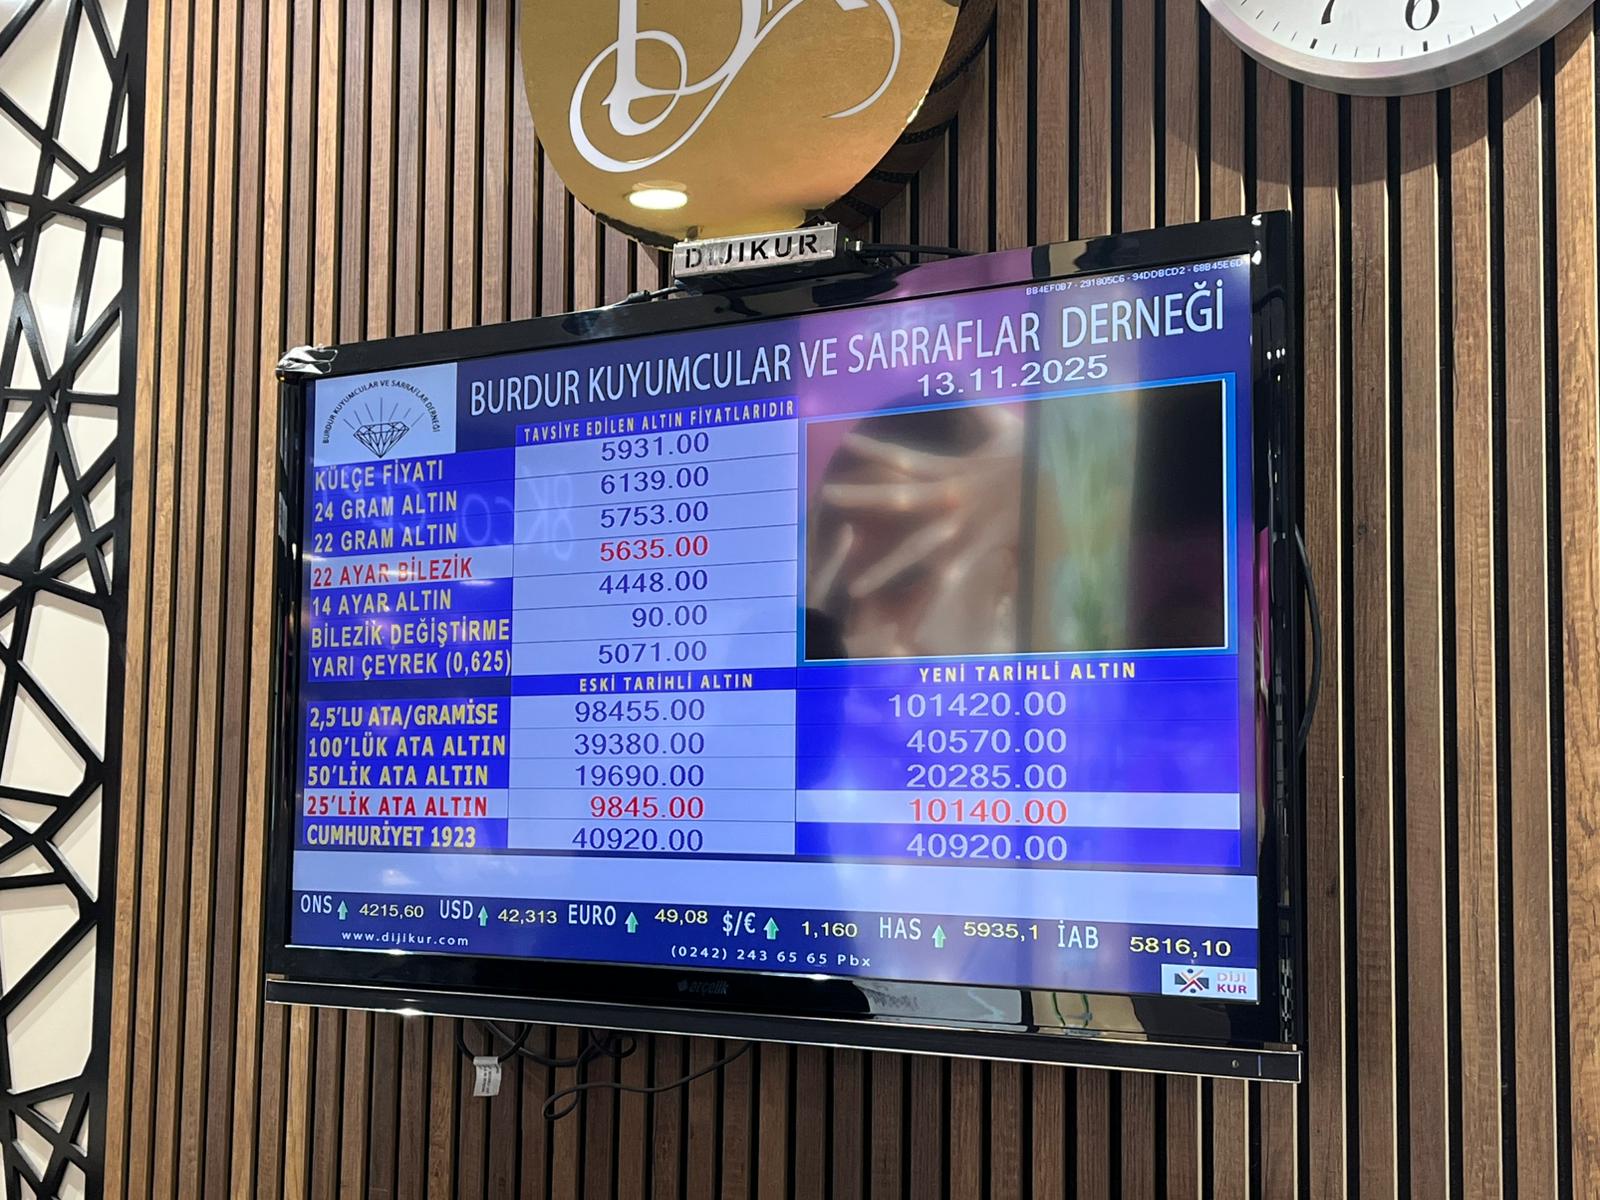 7 6
DIJIKUR
BB4EF0B7 - 291805C6 - 94DDBCD2 - 68B45E6D
BURDUR KUYUMCULAR VE SARRAFLAR DERNEĞİ
13.11.2025
BURDUR KUYUMCULAR VE SARRAFLAR DERNEĞİ
TAVSİYE EDİLEN ALTIN FİYATLARIDIR
KÜLÇE FİYATI 5931.00
24 GRAM ALTIN 6139.00
22 GRAM ALTIN 5753.00
22 AYAR BİLEZİK 5635.00
14 AYAR ALTIN 4448.00
BİLEZİK DEĞİŞTİRME 90.00
YARI ÇEYREK (0,625) 5071.00
ESKİ TARİHLİ ALTIN YENİ TARİHLİ ALTIN
2,5'LU ATA/GRAMİSE 98455.00 101420.00
100'LÜK ATA ALTIN 39380.00 40570.00
50'LİK ATA ALTIN 19690.00 20285.00
25'LİK ATA ALTIN 9845.00 10140.00
CUMHURİYET 1923 40920.00 40920.00
ONS 4215,60 USD 42,313 EURO 49,08 $/€ 1,160 HAS 5935,1 İAB 5816,10
www.dijikur.com (0242) 243 65 65 Pbx
DİJİ
KUR
arçelik